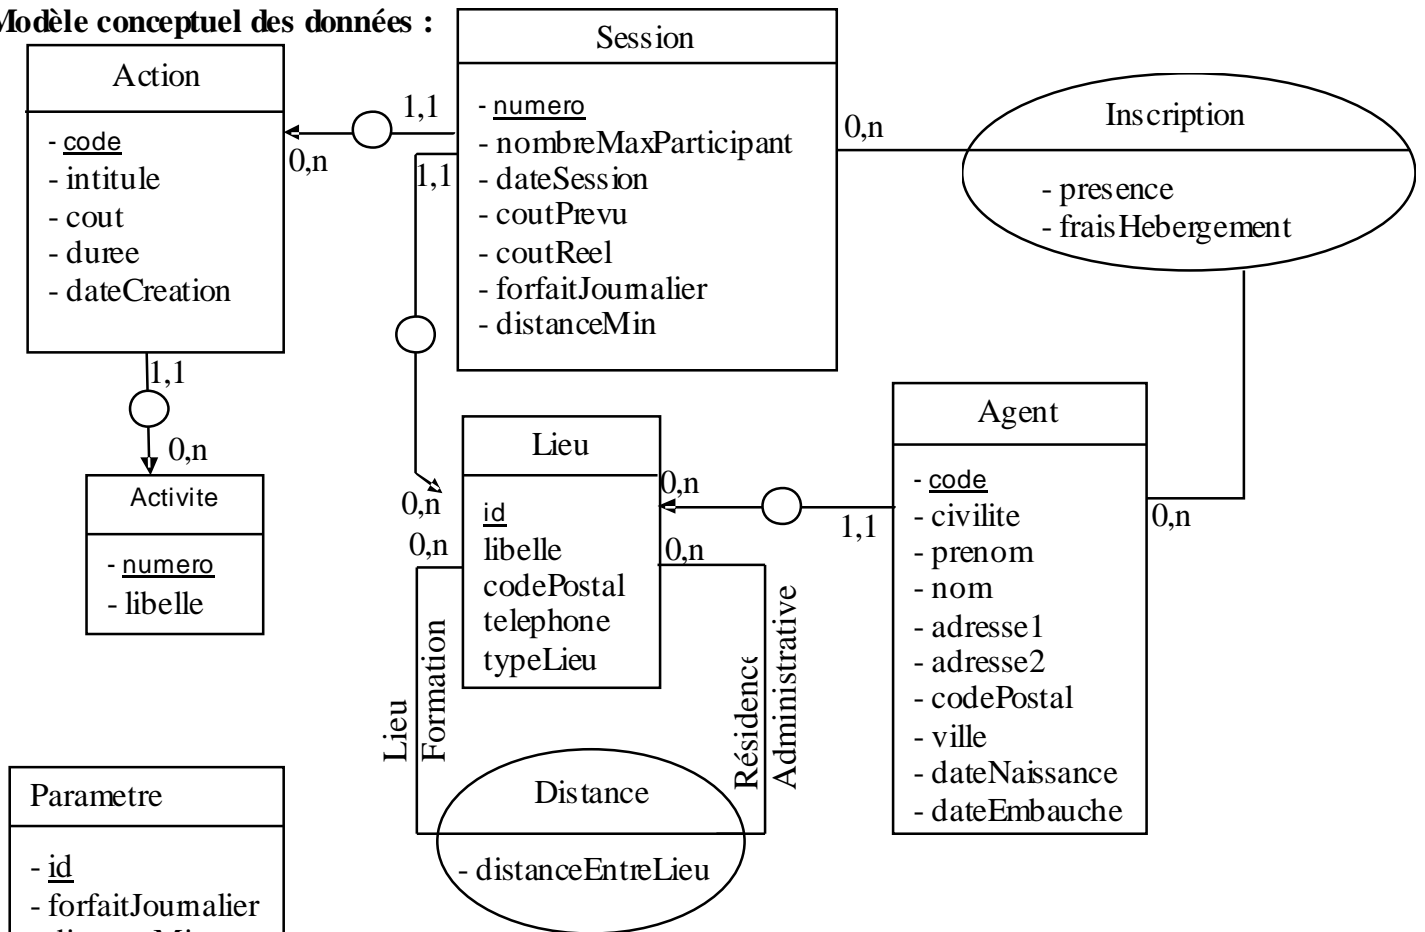 Modèle conceptuel des données :
Action
- code
- intitule
- cout
- duree
- dateCreation
1,1
0,n
Session
- numero
- nombreMaxParticipant
- dateSession
- coutPrevu
- coutReel
- forfaitJournalier
- distanceMin
0,n
Inscription
- presence
- fraisHebergement
1,1
1,1
0,n
Activite
- numero
- libelle
0,n
0,n
Lieu
id
libelle
codePostal
telephone
typeLieu
0,n
0,n
1,1
Agent
- code
- civilite
- prenom
- nom
- adresse1
- adresse2
- codePostal
- ville
- dateNaissance
- dateEmbauche
0,n
Lieu
Formation
Résidence
Administrative
Distance
- distanceEntreLieu
Parametre
- id
- forfaitJournalier